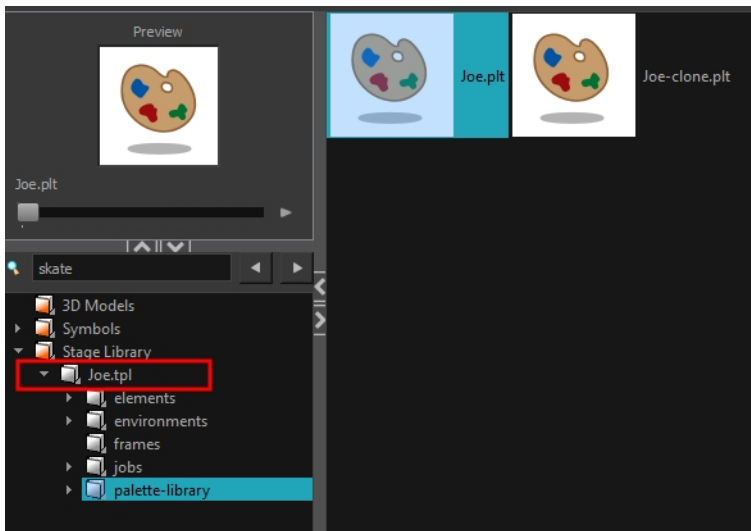 Preview
Joe.plt
skate
3D Models
Symbols
Stage Library
Joe.tpl
elements
environments
frames
jobs
palette-library
Joe.plt
Joe-clone.plt